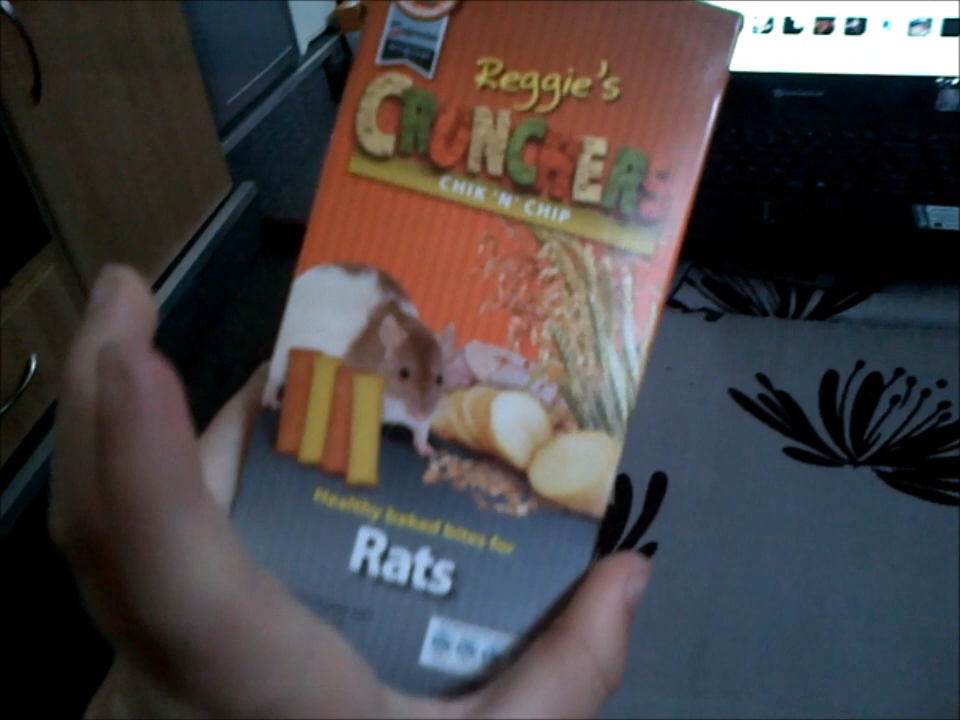 Reggie's
CRUNCHERS
CHIK 'N' CHIP
Healthy baked bites for
Rats